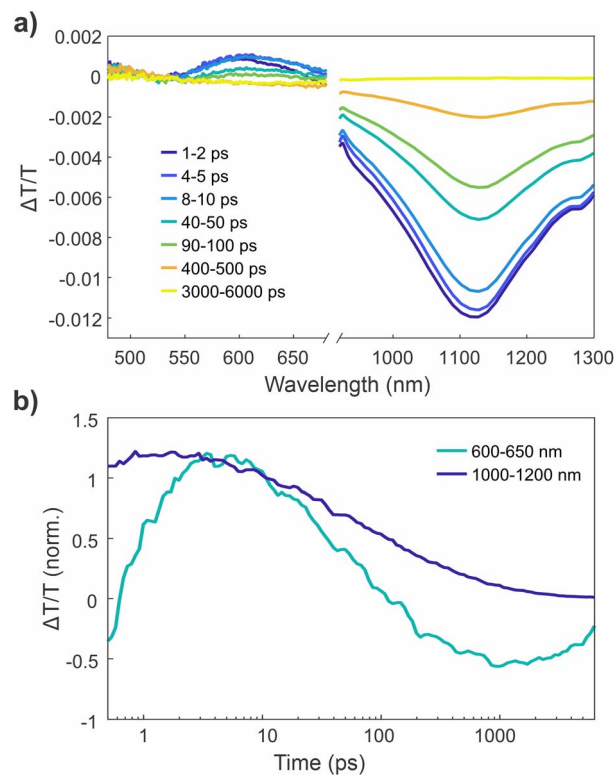 a)
0.002
0
-0.002
-0.004
-0.006
-0.008
-0.01
-0.012
ΔT/T
1-2 ps
4-5 ps
8-10 ps
40-50 ps
90-100 ps
400-500 ps
3000-6000 ps
500 550 600 650 1000 1100 1200 1300
Wavelength (nm)
b)
1.5
1
0.5
0
-0.5
-1
ΔT/T (norm.)
600-650 nm
1000-1200 nm
1 10 100 1000
Time (ps)